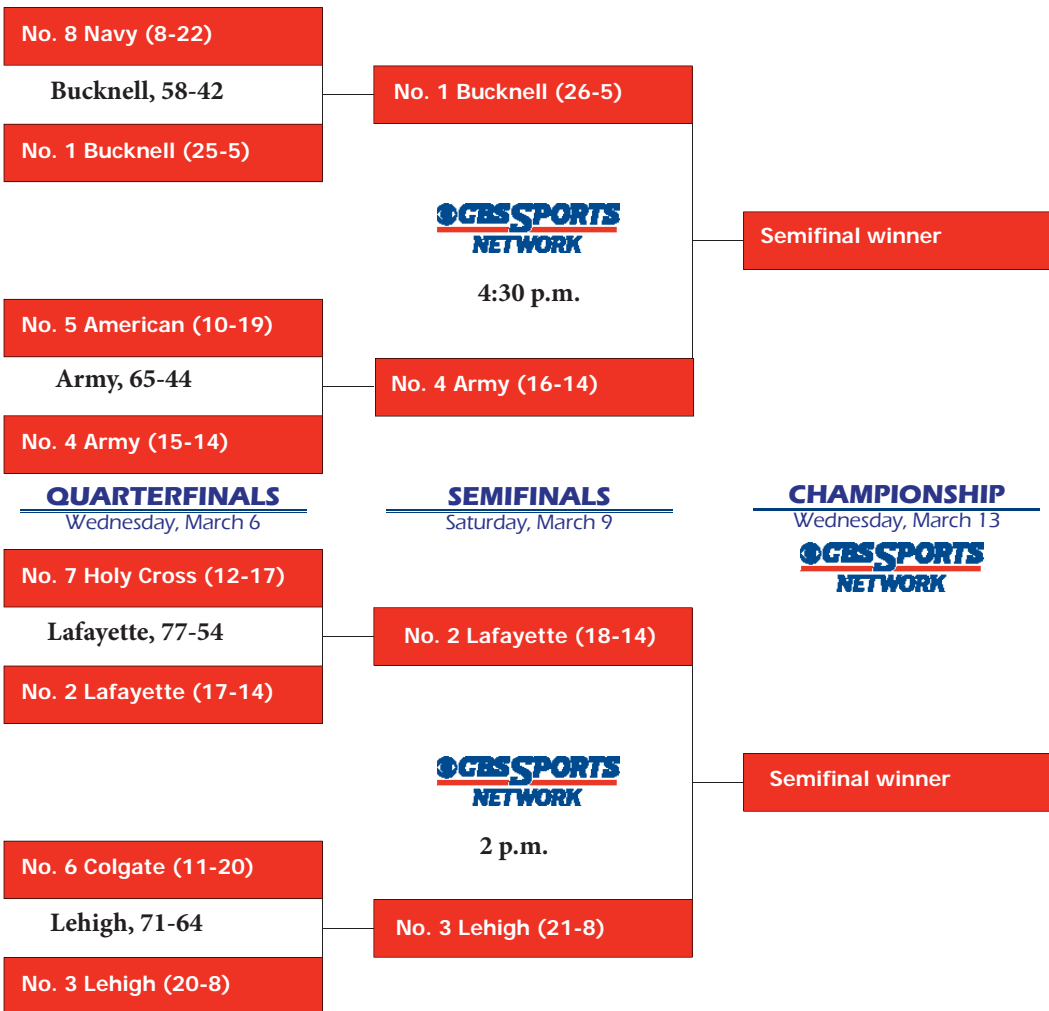 No. 8 Navy (8-22)
Bucknell, 58-42
No. 1 Bucknell (25-5)
No. 1 Bucknell (26-5)
CBS SPORTS
NETWORK
4:30 p.m.
Semifinal winner
No. 5 American (10-19)
Army, 65-44
No. 4 Army (15-14)
No. 4 Army (16-14)
QUARTERFINALS
Wednesday, March 6
SEMIFINALS
Saturday, March 9
CHAMPIONSHIP
Wednesday, March 13
CBS SPORTS
NETWORK
No. 7 Holy Cross (12-17)
Lafayette, 77-54
No. 2 Lafayette (17-14)
No. 2 Lafayette (18-14)
CBS SPORTS
NETWORK
2 p.m.
Semifinal winner
No. 6 Colgate (11-20)
Lehigh, 71-64
No. 3 Lehigh (20-8)
No. 3 Lehigh (21-8)